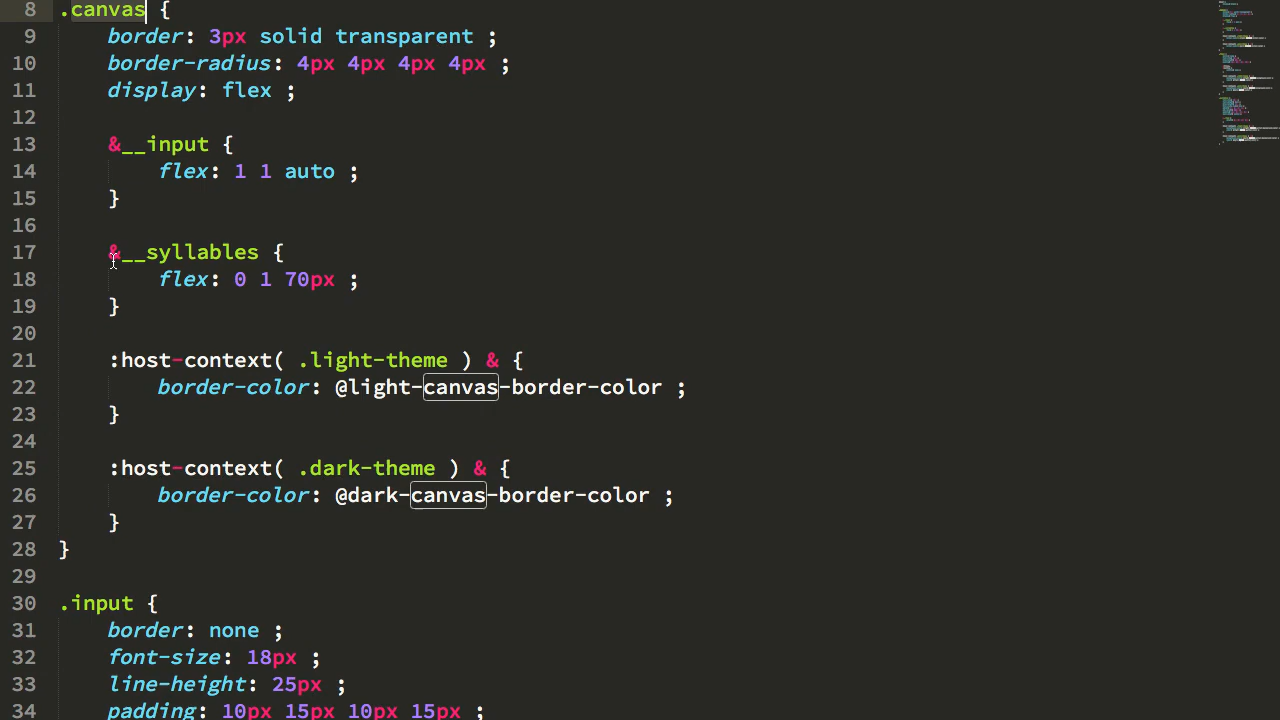 8 .canvas {
9 border: 3px solid transparent ;
10 border-radius: 4px 4px 4px 4px ;
11 display: flex ;
12
13 &__input {
14 flex: 1 1 auto ;
15 }
16
17 &__syllables {
18 flex: 0 1 70px ;
19 }
20
21 :host-context( .light-theme ) & {
22 border-color: @light-canvas-border-color ;
23 }
24
25 :host-context( .dark-theme ) & {
26 border-color: @dark-canvas-border-color ;
27 }
28 }
29
30 .input {
31 border: none ;
32 font-size: 18px ;
33 line-height: 25px ;
34 padding: 10px 15px 10px 15px ;